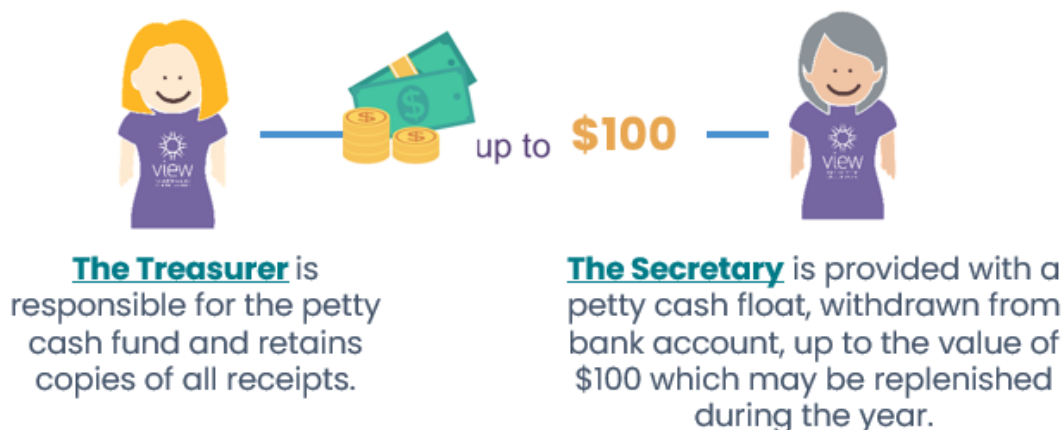 view
up to $100
view
The Treasurer is
responsible for the petty
cash fund and retains
copies of all receipts.
The Secretary is provided with a
petty cash float, withdrawn from
bank account, up to the value of
$100 which may be replenished
during the year.